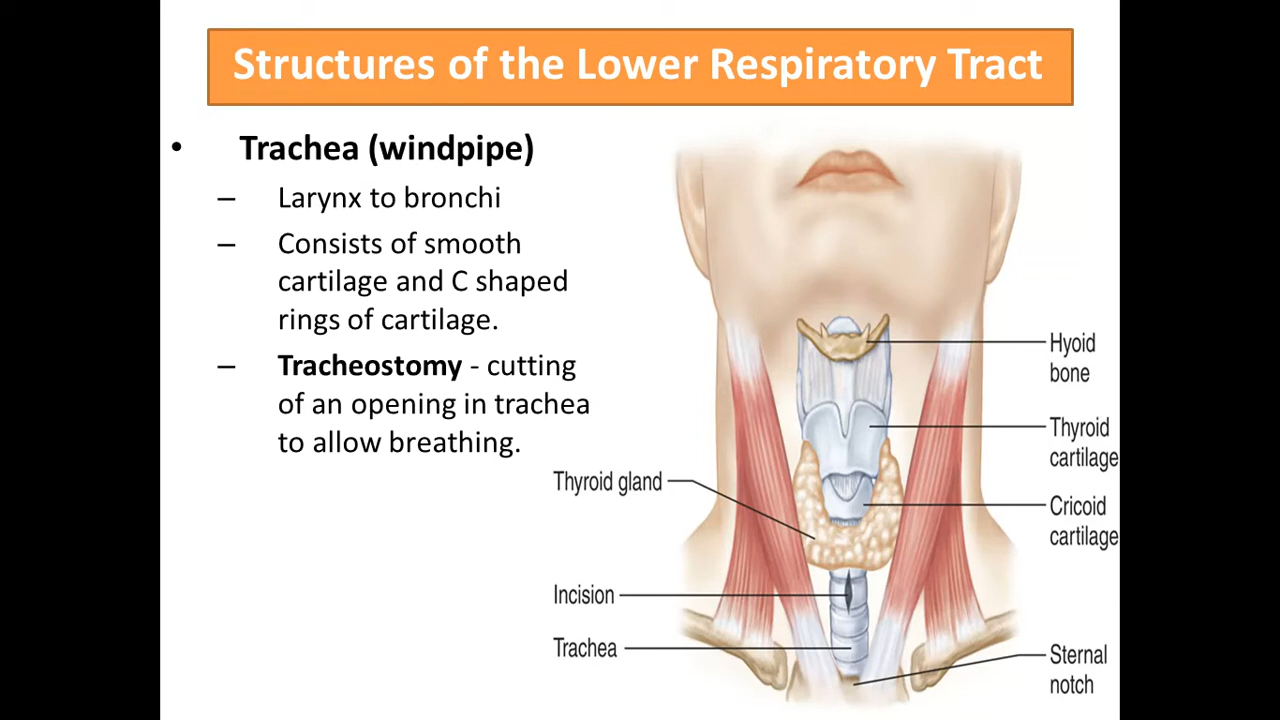 Structures of the Lower Respiratory Tract
• Trachea (windpipe)
– Larynx to bronchi
– Consists of smooth
cartilage and C shaped
rings of cartilage.
– Tracheostomy - cutting
of an opening in trachea
to allow breathing.
Hyoid
bone
Thyroid
cartilage
Thyroid gland
Cricoid
cartilage
Incision
Trachea
Sternal
notch